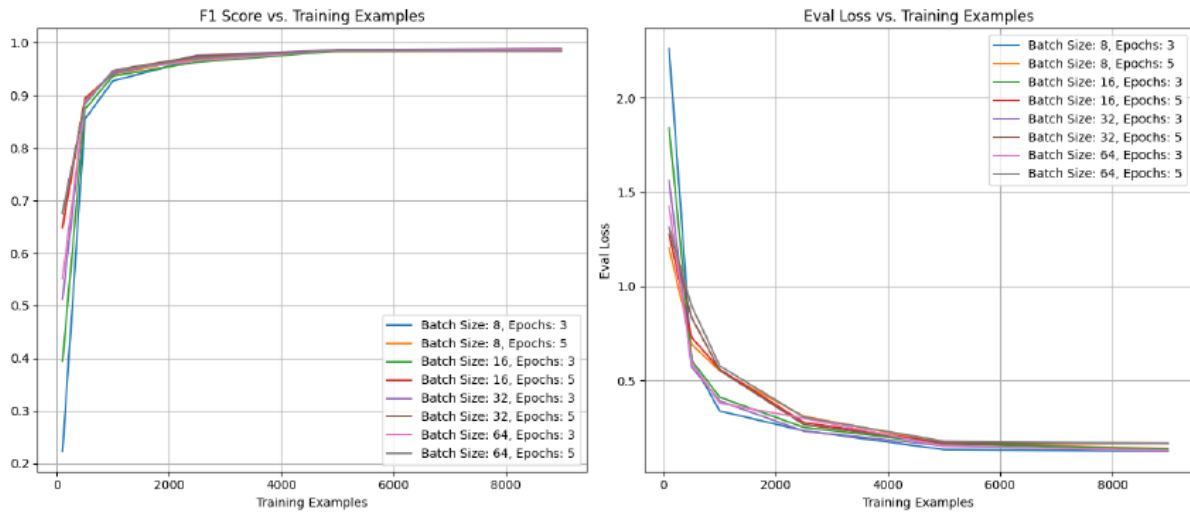 F1 Score vs. Training Examples
1.0
0.9
0.8
0.7
0.6
0.5
0.4
0.3
0.2
0
2000
4000
6000
8000
Training Examples
Batch Size: 8, Epochs: 3
Batch Size: 8, Epochs: 5
Batch Size: 16, Epochs: 3
Batch Size: 16, Epochs: 5
Batch Size: 32, Epochs: 3
Batch Size: 32, Epochs: 5
Batch Size: 64, Epochs: 3
Batch Size: 64, Epochs: 5
Eval Loss vs. Training Examples
Eval Loss
2.0
1.5
1.0
0.5
0
2000
4000
6000
8000
Training Examples
Batch Size: 8, Epochs: 3
Batch Size: 8, Epochs: 5
Batch Size: 16, Epochs: 3
Batch Size: 16, Epochs: 5
Batch Size: 32, Epochs: 3
Batch Size: 32, Epochs: 5
Batch Size: 64, Epochs: 3
Batch Size: 64, Epochs: 5